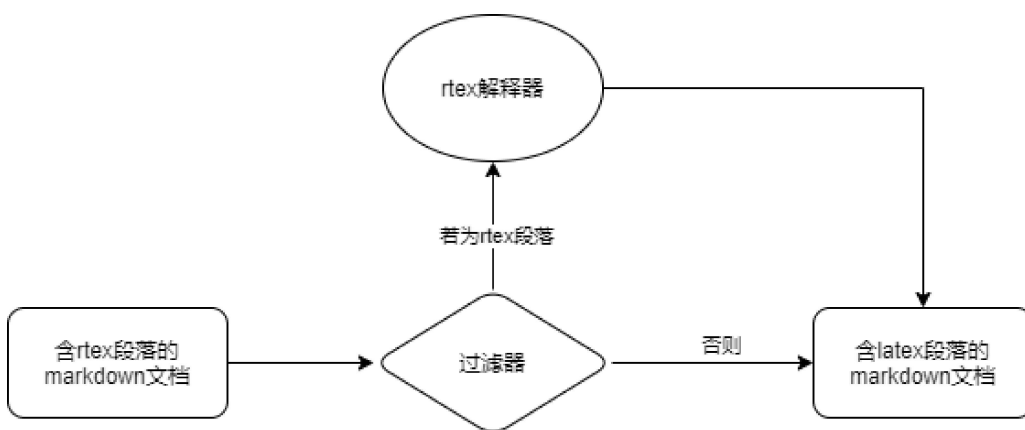 rtex解释器
若为rtex段落
含rtex段落的
markdown文档
过滤器
否则
含latex段落的
markdown文档